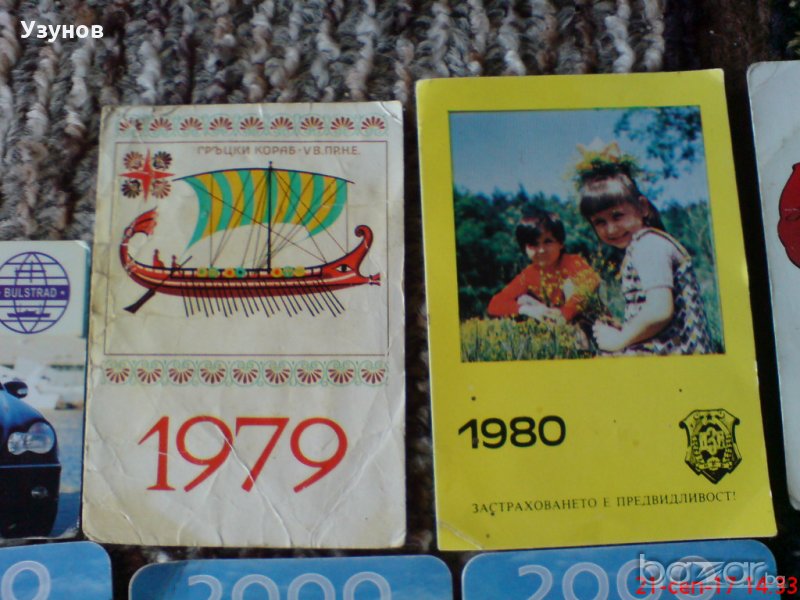 Узунов
ГРЪЦКИ КОРАБ - V В. ПР.Н.Е.
BULSTRAD
1979
1980
ЗАСТРАХОВАНЕТО Е ПРЕДВИДЛИВОСТ!
2000
bazar.bg
21-сеп-17 14:33